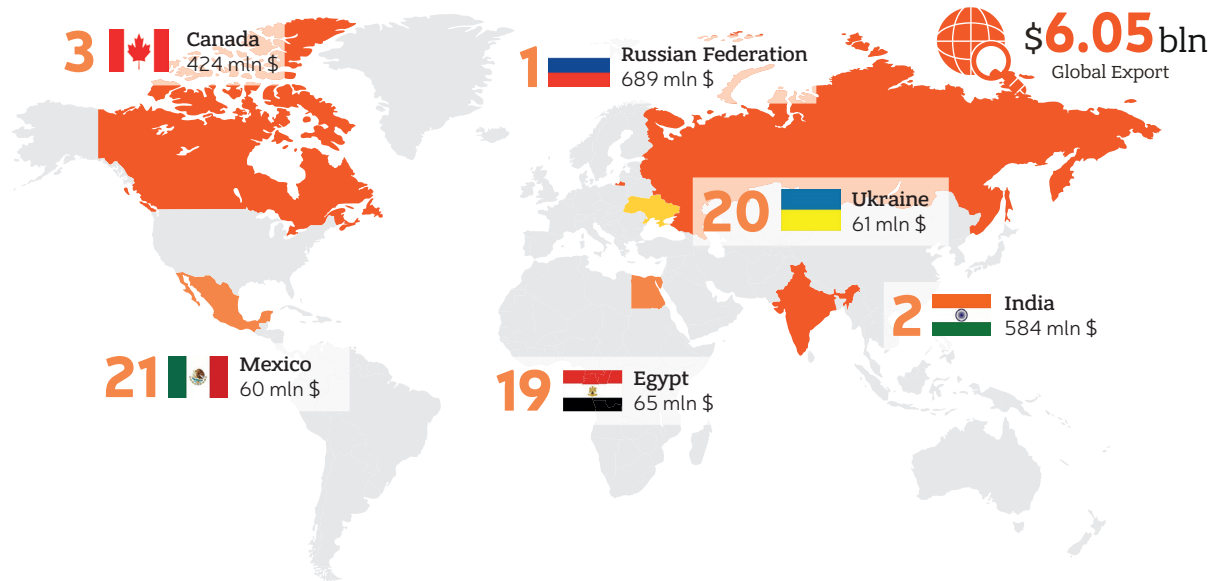 3
Canada
424 mln $
1
Russian Federation
689 mln $
$6.05 bln
Global Export
20
Ukraine
61 mln $
2
India
584 mln $
21
Mexico
60 mln $
19
Egypt
65 mln $